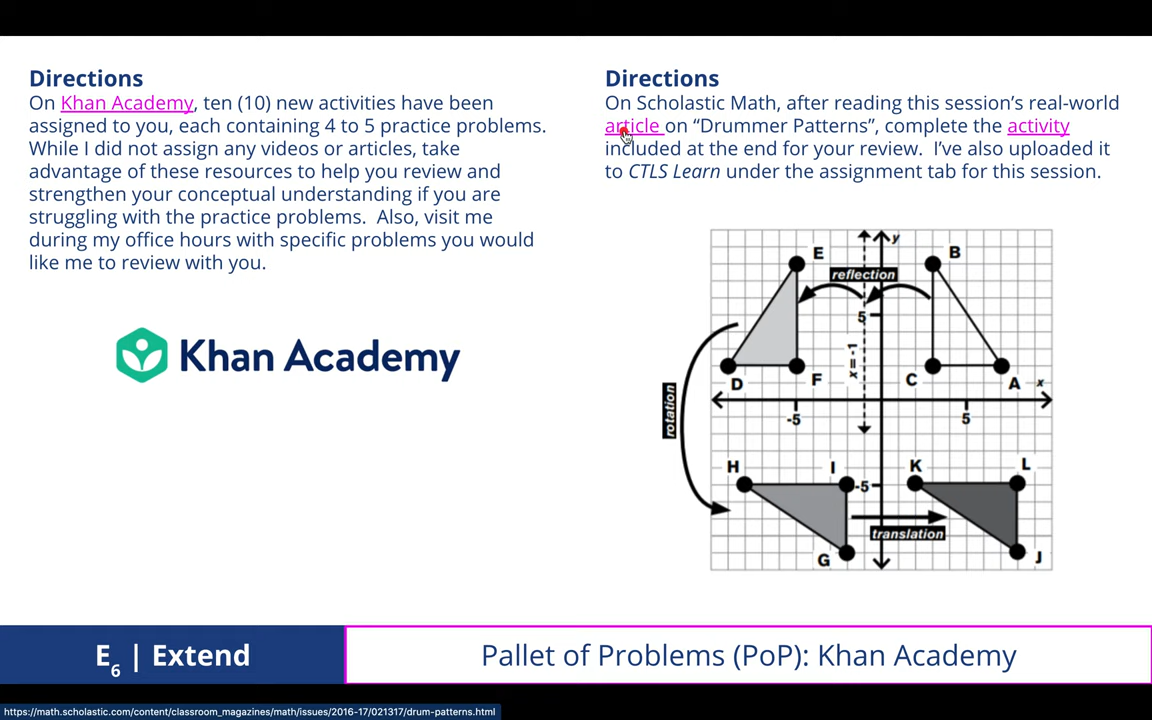 Directions
On Khan Academy, ten (10) new activities have been
assigned to you, each containing 4 to 5 practice problems.
While I did not assign any videos or articles, take
advantage of these resources to help you review and
strengthen your conceptual understanding if you are
struggling with the practice problems.  Also, visit me
during my office hours with specific problems you would
like me to review with you.
Khan Academy
Directions
On Scholastic Math, after reading this session's real-world
article on “Drummer Patterns”, complete the activity
included at the end for your review.  I've also uploaded it
to CTLS Learn under the assignment tab for this session.
E
y
B
reflection
5
x = -1
D
F
C
A
x
-5
5
rotation
H
I
K
L
-5
translation
G
J
E6 | Extend
Pallet of Problems (PoP): Khan Academy
https://math.scholastic.com/content/classroom_magazines/math/issues/2016-17/021317/drum-patterns.html